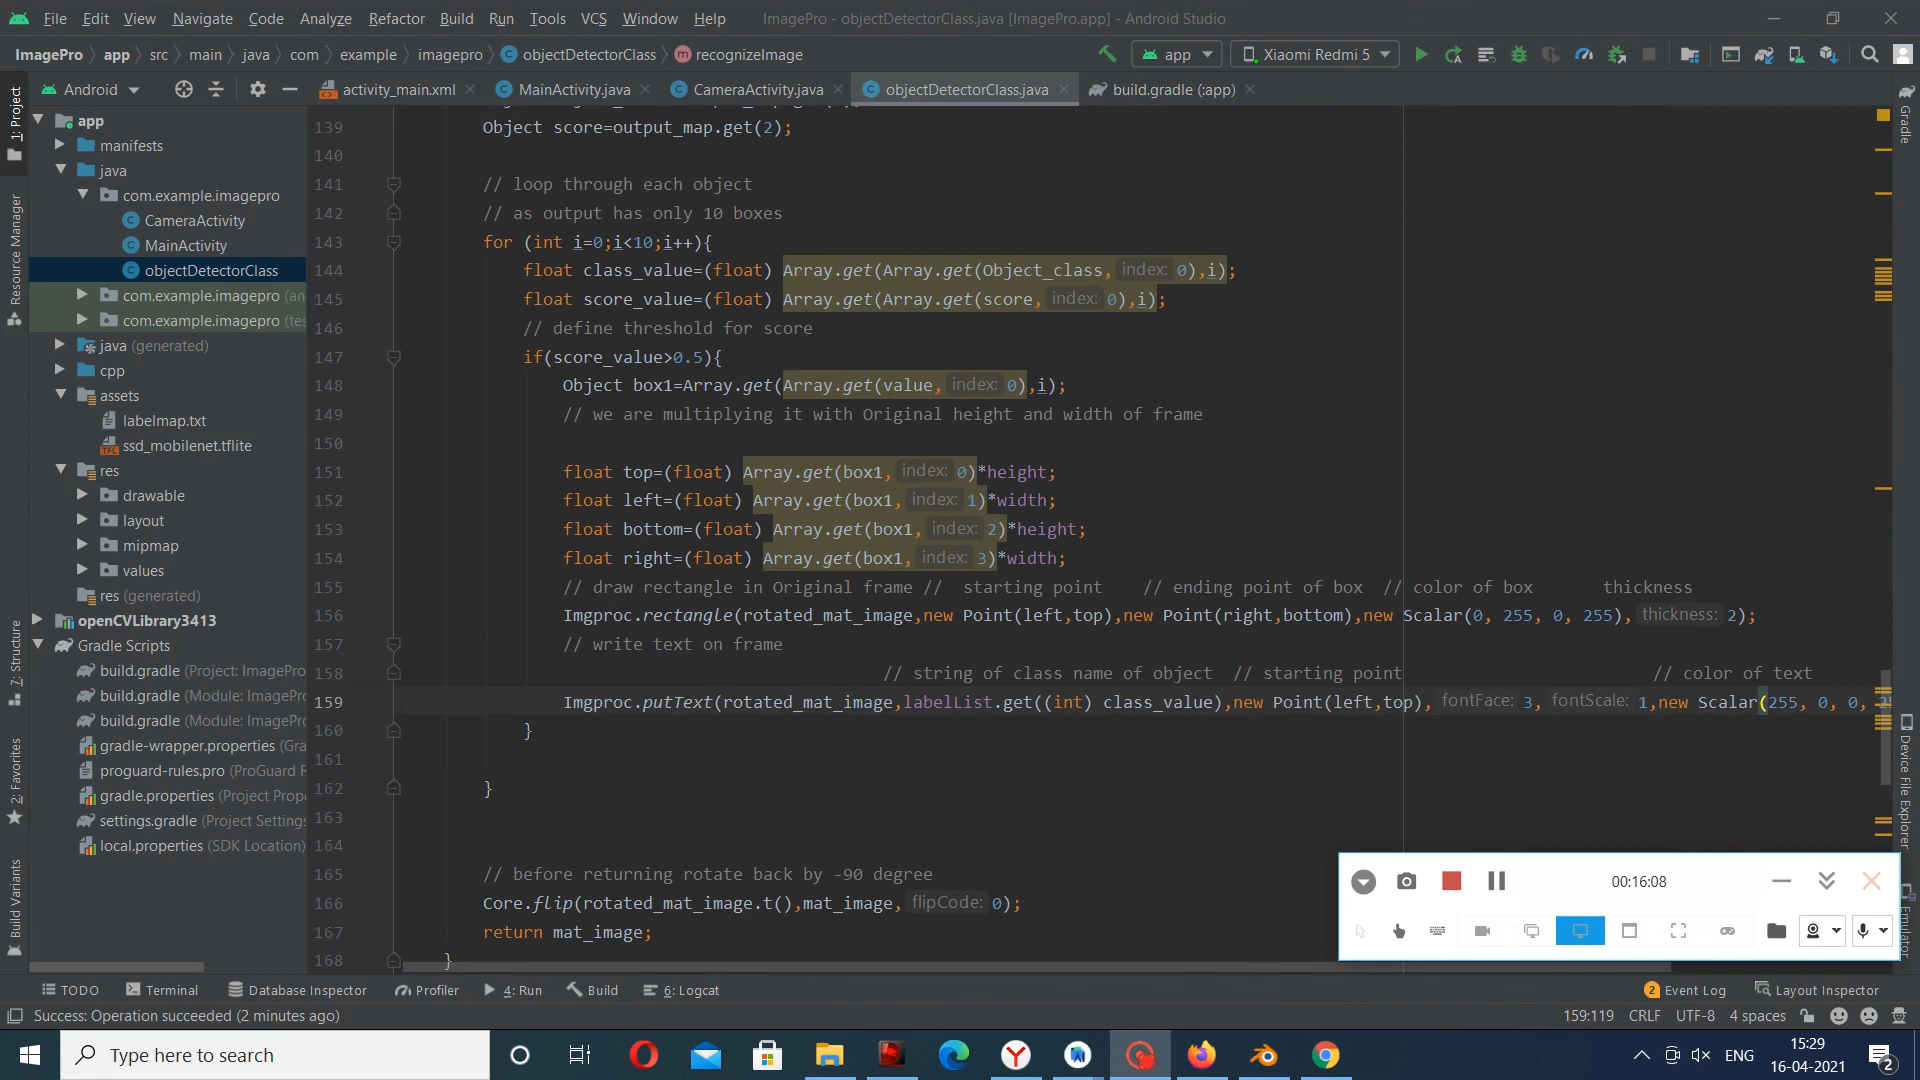 File Edit View Navigate Code Analyze Refactor Build Run Tools VCS Window Help ImagePro - objectDetectorClass.java [ImagePro.app] - Android Studio
ImagePro app src main java com example imagepro objectDetectorClass recognizeImage app Xiaomi Redmi 5
Android activity_main.xml MainActivity.java CameraActivity.java objectDetectorClass.java build.gradle (:app)
1: Project
Resource Manager
7: Structure
2: Favorites
Build Variants
app
manifests
java
com.example.imagepro
CameraActivity
MainActivity
objectDetectorClass
com.example.imagepro (an
com.example.imagepro (tes
java (generated)
cpp
assets
labelmap.txt
ssd_mobilenet.tflite
res
drawable
layout
mipmap
values
res (generated)
openCVLibrary3413
Gradle Scripts
build.gradle (Project: ImagePro
build.gradle (Module: ImagePro
build.gradle (Module: ImagePro
gradle-wrapper.properties (Gra
proguard-rules.pro (ProGuard R
gradle.properties (Project Prope
settings.gradle (Project Settings
local.properties (SDK Location)
139 Object score=output_map.get(2);
140
141 // loop through each object
142 // as output has only 10 boxes
143 for (int i=0;i<10;i++){
144 float class_value=(float) Array.get(Array.get(Object_class, index: 0),i);
145 float score_value=(float) Array.get(Array.get(score, index: 0),i);
146 // define threshold for score
147 if(score_value>0.5){
148 Object box1=Array.get(Array.get(value, index: 0),i);
149 // we are multiplying it with Original height and width of frame
150
151 float top=(float) Array.get(box1, index: 0)*height;
152 float left=(float) Array.get(box1, index: 1)*width;
153 float bottom=(float) Array.get(box1, index: 2)*height;
154 float right=(float) Array.get(box1, index: 3)*width;
155 // draw rectangle in Original frame // starting point // ending point of box // color of box thickness
156 Imgproc.rectangle(rotated_mat_image,new Point(left,top),new Point(right,bottom),new Scalar(0, 255, 0, 255), thickness: 2);
157 // write text on frame
158 // string of class name of object // starting point // color of text
159 Imgproc.putText(rotated_mat_image,labelList.get((int) class_value),new Point(left,top), fontFace: 3, fontScale: 1,new Scalar(255, 0, 0,
160 }
161
162 }
163
164
165 // before returning rotate back by -90 degree
166 Core.flip(rotated_mat_image.t(),mat_image, flipCode: 0);
167 return mat_image;
168 }
Gradle
Device File Explorer
Emulator
00:16:08
TODO Terminal Database Inspector Profiler 4: Run Build 6: Logcat 2 Event Log Layout Inspector
Success: Operation succeeded (2 minutes ago) 159:119 CRLF UTF-8 4 spaces
Type here to search
ENG
15:29
16-04-2021
2